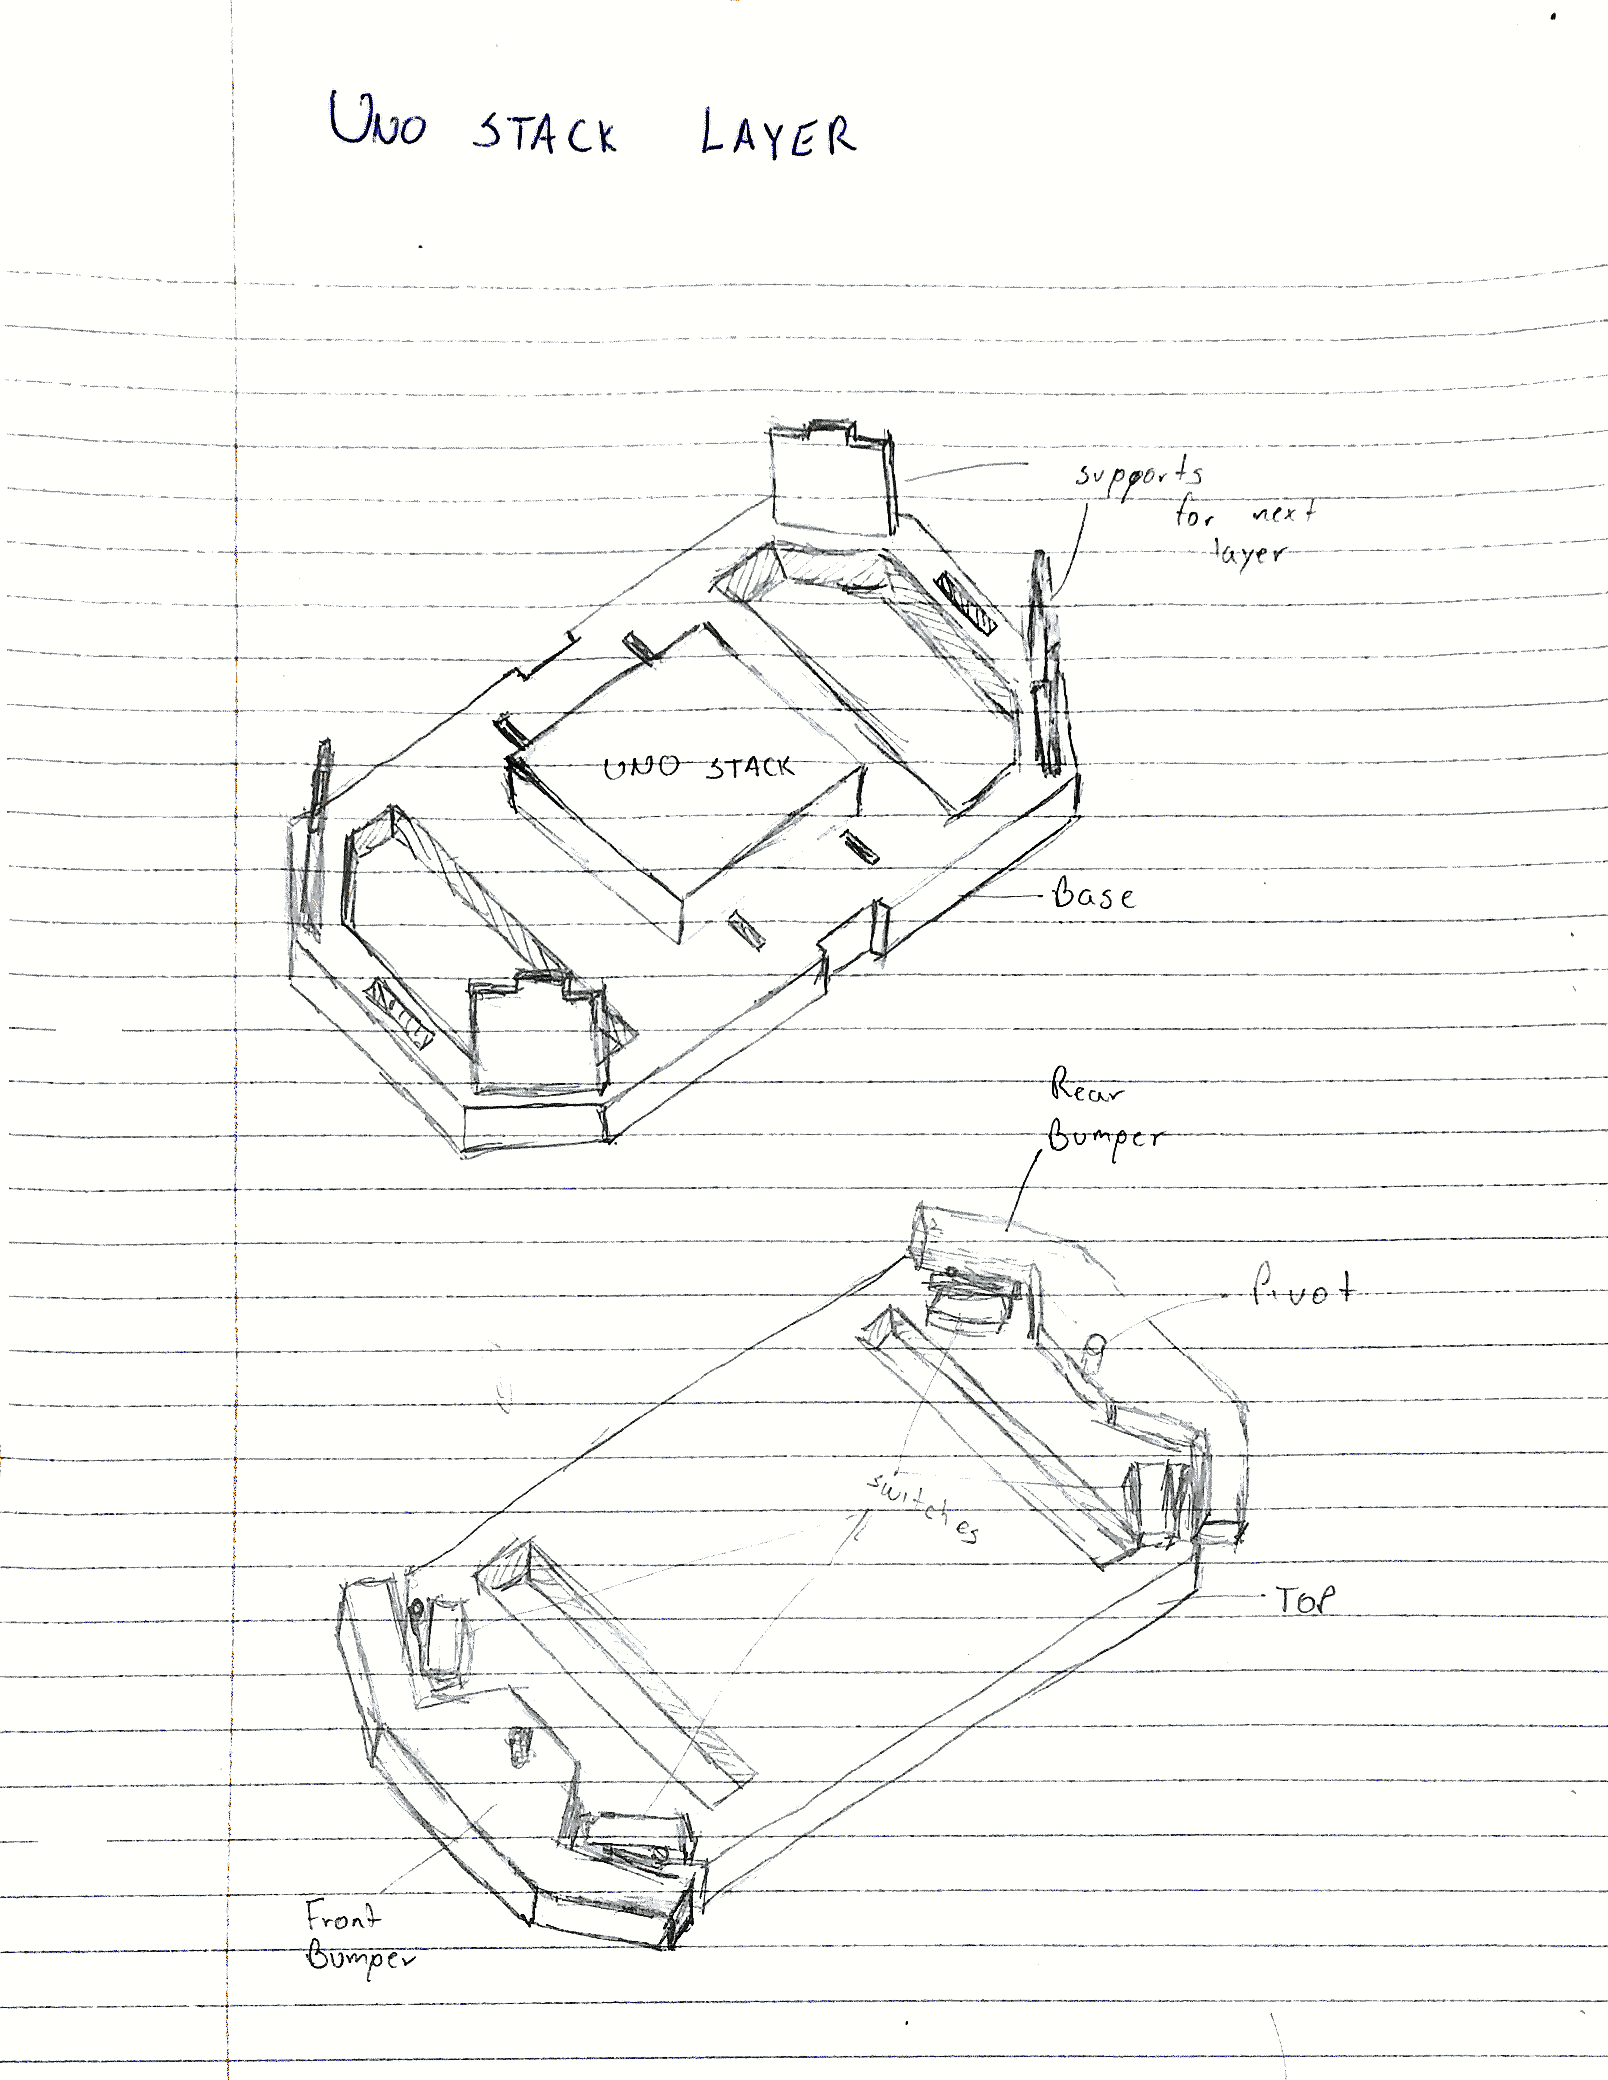 UNO STACK LAYER
supports
for next
layer
UNO STACK
Base
Rear
Bumper
Pivot
switches
TOP
Front
Bumper